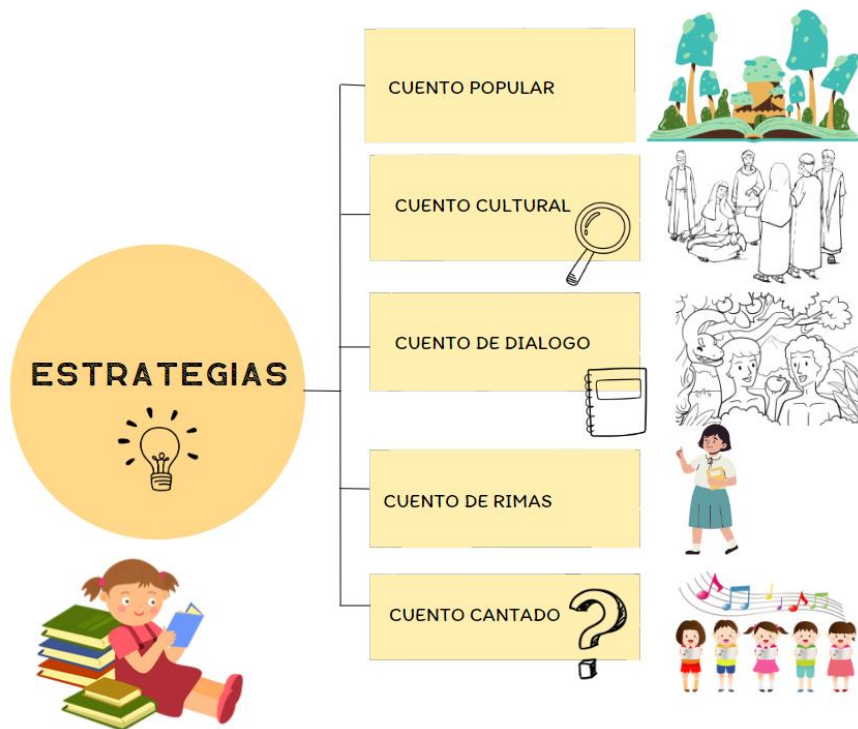 ESTRATEGIAS
CUENTO POPULAR
CUENTO CULTURAL
CUENTO DE DIALOGO
CUENTO DE RIMAS
CUENTO CANTADO
?